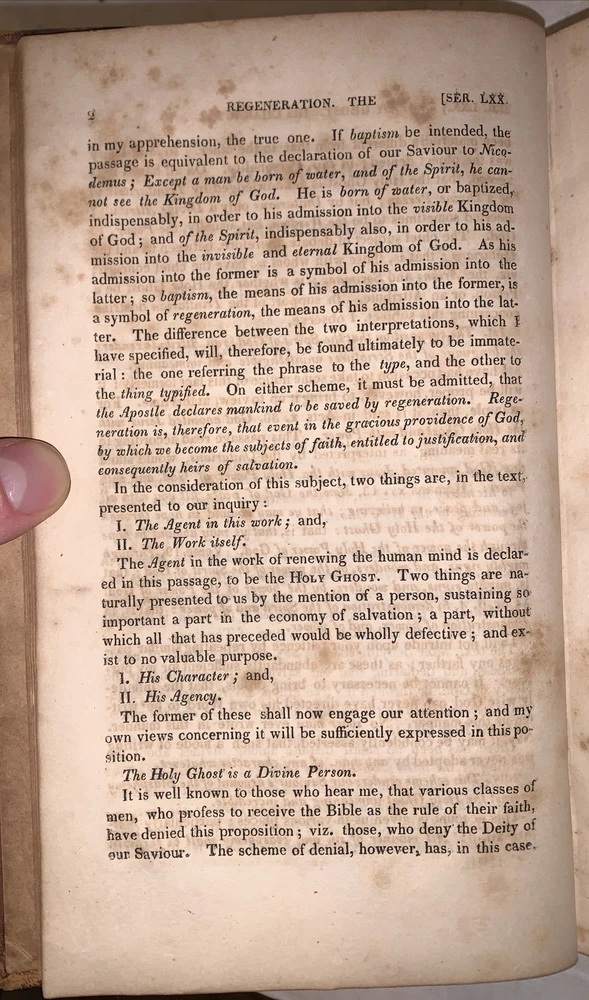 2 REGENERATION. THE [SER. LXX.
in my apprehension, the true one. If baptism be intended, the
passage is equivalent to the declaration of our Saviour to Nico-
demus; Except a man be born of water, and of the Spirit, he can-
not see the Kingdom of God. He is born of water, or baptized,
indispensably, in order to his admission into the visible Kingdom
of God; and of the Spirit, indispensably also, in order to his ad-
mission into the invisible and eternal Kingdom of God. As his
admission into the former is a symbol of his admission into the
latter; so baptism, the means of his admission into the former, is
a symbol of regeneration, the means of his admission into the lat-
ter. The difference between the two interpretations, which I
have specified, will, therefore, be found ultimately to be immate-
rial: the one referring the phrase to the type, and the other to
the thing typified. On either scheme, it must be admitted, that
the Apostle declares mankind to be saved by regeneration. Rege-
neration is, therefore, that event in the gracious providence of God,
by which we become the subjects of faith, entitled to justification, and
consequently heirs of salvation.
In the consideration of this subject, two things are, in the text,
presented to our inquiry:
I. The Agent in this work; and,
II. The Work itself.
The Agent in the work of renewing the human mind is declar-
ed in this passage, to be the HOLY GHOST. Two things are na-
turally presented to us by the mention of a person, sustaining so
important a part in the economy of salvation; a part, without
which all that has preceded would be wholly defective; and ex-
ist to no valuable purpose.
I. His Character; and,
II. His Agency.
The former of these shall now engage our attention; and my
own views concerning it will be sufficiently expressed in this po-
sition.
The Holy Ghost is a Divine Person.
It is well known to those who hear me, that various classes of
men, who profess to receive the Bible as the rule of their faith,
have denied this proposition; viz. those, who deny the Deity of
our Saviour. The scheme of denial, however, has, in this case,